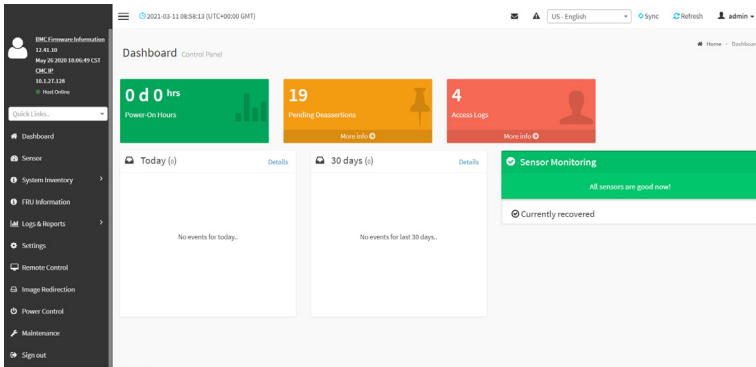 2021-03-11 08:58:13 (UTC+00:00 GMT)
US - English
Sync
Refresh
admin
BMC Firmware Information
12.41.10
May 26 2020 18:06:49 CST
CMC IP
10.1.27.128
Host Online
Quick Links..
Dashboard
Sensor
System Inventory
FRU Information
Logs & Reports
Settings
Remote Control
Image Redirection
Power Control
Maintenance
Sign out
Dashboard Control Panel
Home > Dashboard
0 d 0 hrs
Power-On Hours
19
Pending Deassertions
More info
4
Access Logs
More info
Today (0)
Details
No events for today..
30 days (0)
Details
No events for last 30 days..
Sensor Monitoring
All sensors are good now!
Currently recovered